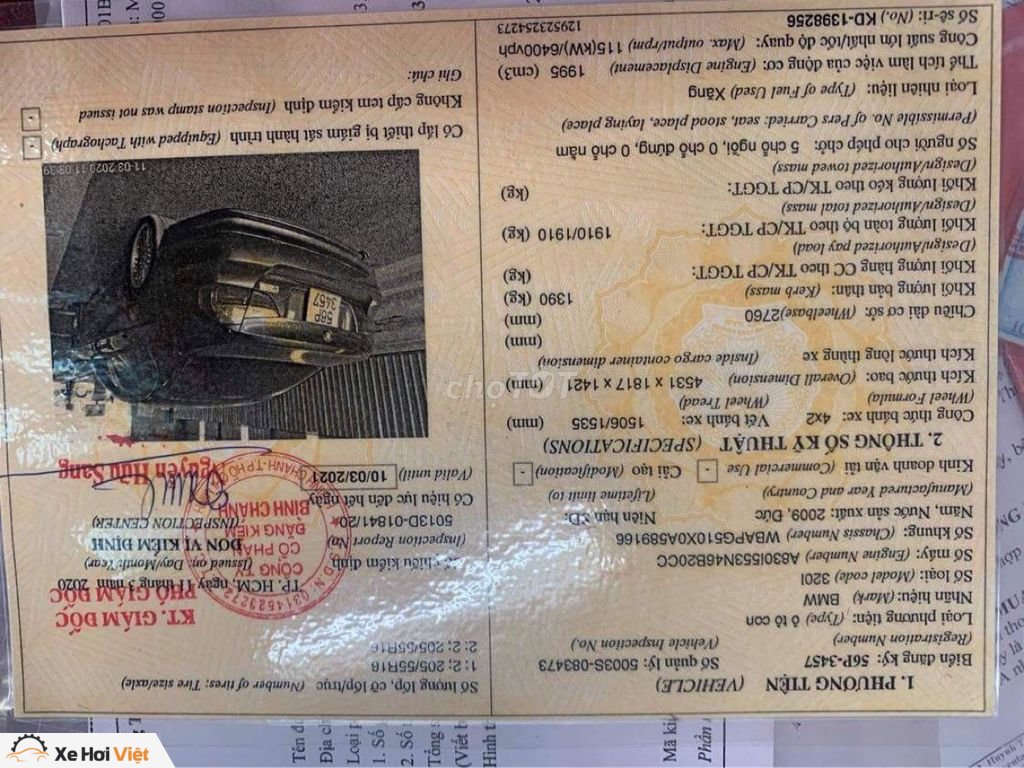 1. PHƯƠNG TIỆN (VEHICLE)
Biển đăng ký: 56P-3457 Số quản lý: 5003S-083473
(Registration Number) (Vehicle Inspection No.)
Loại phương tiện: (Type) ô tô con
Nhãn hiệu: (Mark) BMW
Số loại: (Model code) 320I
Số máy: (Engine Number) A830I553N46B20CC
Số khung: (Chassis Number) WBAPG510X0A589166
Năm, Nước sản xuất: 2009, Đức Niên hạn SD:
(Manufactured Year and Country) (Lifetime limit to)
Kinh doanh vận tải (Commercial Use) - Cải tạo (Modification) -
2. THÔNG SỐ KỸ THUẬT (SPECIFICATIONS)
Công thức bánh xe: 4x2 Vết bánh xe: 1506/1535 (mm)
(Wheel Formula) (Wheel Tread)
Kích thước bao: (Overall Dimension) 4531 x 1817 x 1421 (mm)
Kích thước lòng thùng xe (Inside cargo container dimension)
(mm)
Chiều dài cơ sở: (Wheelbase) 2760 (mm)
Khối lượng bản thân: (Kerb mass) 1390 (kg)
Khối lượng hàng CC theo TK/CP TGGT: (kg)
(Design/Authorized pay load)
Khối lượng toàn bộ theo TK/CP TGGT: 1910/1910 (kg)
(Design/Authorized total mass)
Khối lượng kéo theo TK/CP TGGT: (kg)
(Design/Authorized towed mass)
Số người cho phép chở: 5 chỗ ngồi, 0 chỗ đứng, 0 chỗ nằm
(Permissible No. of Pers Carried: seat, stood place, laying place)
Loại nhiên liệu: (Type of Fuel Used) Xăng
Thể tích làm việc của động cơ: (Engine Displacement) 1995 (cm3)
Công suất lớn nhất/tốc độ quay: (Max. output/rpm) 115(kW)/6400vph
Số sê-ri: (No.) KD-1398256 129523254273
Số lượng lốp, cỡ lốp/trục (Number of tires; Tire size/axle)
1: 2; 205/55R16
2: 2; 205/55R16
KT. GIÁM ĐỐC
PHÓ GIÁM ĐỐC
TP. HCM, ngày 11 tháng 3 năm 2020
(Issued on: Day/Month/Year)
ĐƠN VỊ KIỂM ĐỊNH
(INSPECTION CENTER)
Số phiếu kiểm định
(Inspection Report No)
5013D-01841/20
Có hiệu lực đến hết ngày
(Valid until) 10/03/2021
CÔNG TY
CỔ PHẦN
ĐĂNG KIỂM
BÌNH CHÁNH
Nguyễn Hữu Sang
56P
3457
11-03-2020 11:03:39
Có lắp thiết bị giám sát hành trình (Equipped with Tachograph) -
Không cấp tem kiểm định (Inspection stamp was not issued) -
Ghi chú:
chợTỐT
Xe Hơi Việt